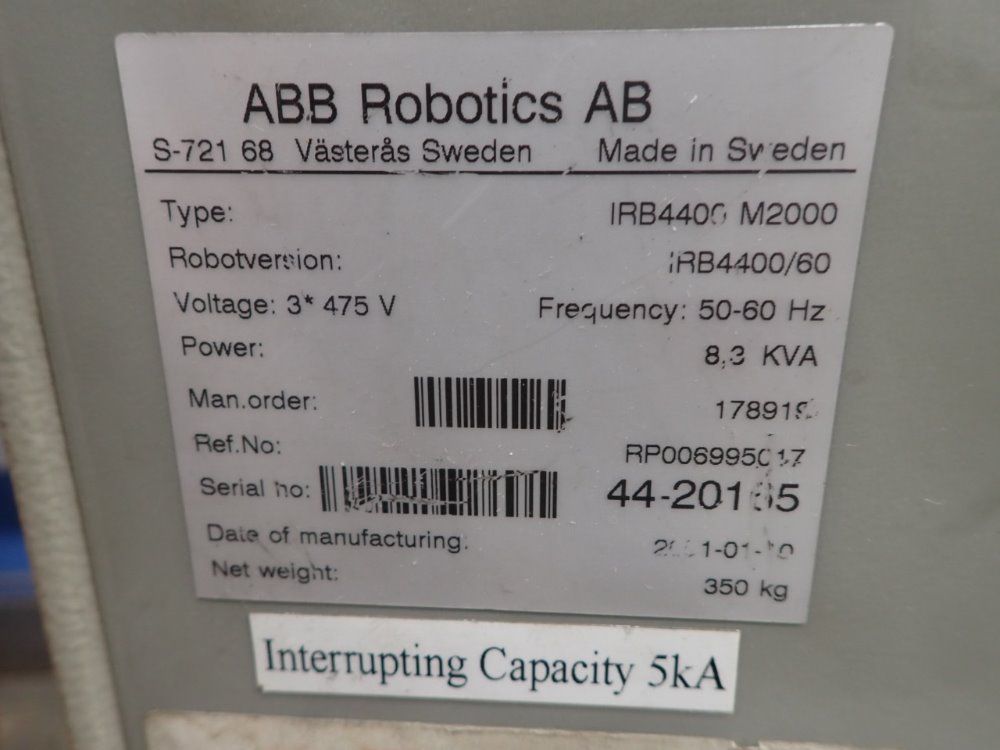 ABB Robotics AB
S-721 68 Västerås Sweden Made in Sweden
Type: IRB4400 M2000
Robotversion: IRB4400/60
Voltage: 3* 475 V Frequency: 50-60 Hz
Power: 8,3 KVA
Man.order:
Ref.No:
Serial no:
Date of manufacturing:
Net weight: 350 kg
Interrupting Capacity 5kA